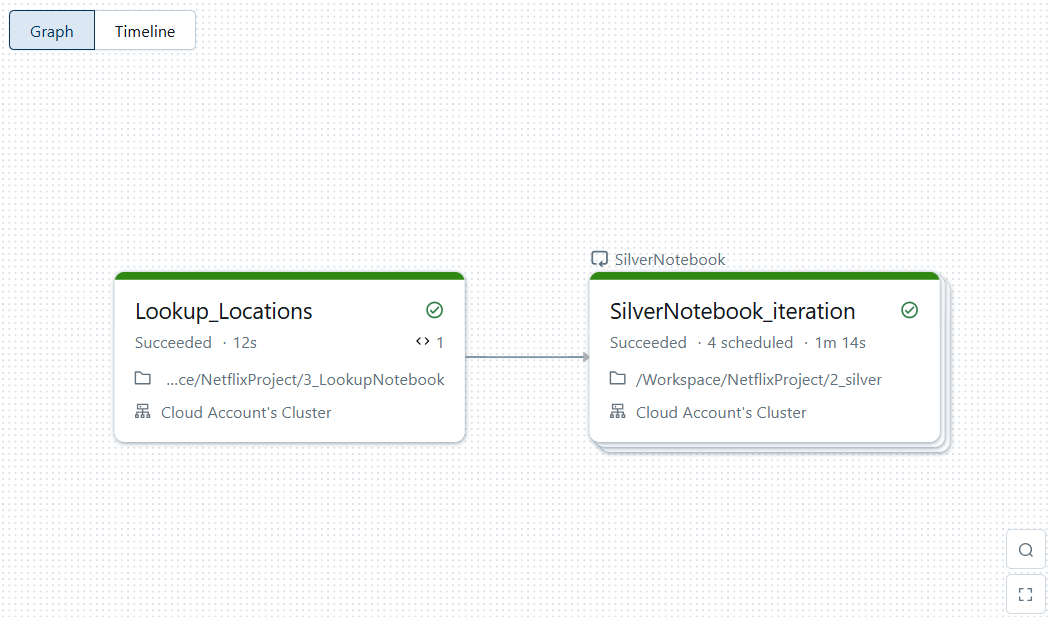 Graph Timeline
SilverNotebook
Lookup_Locations
Succeeded · 12s <> 1
...ce/NetflixProject/3_LookupNotebook
Cloud Account's Cluster
SilverNotebook_iteration
Succeeded · 4 scheduled · 1m 14s
/Workspace/NetflixProject/2_silver
Cloud Account's Cluster